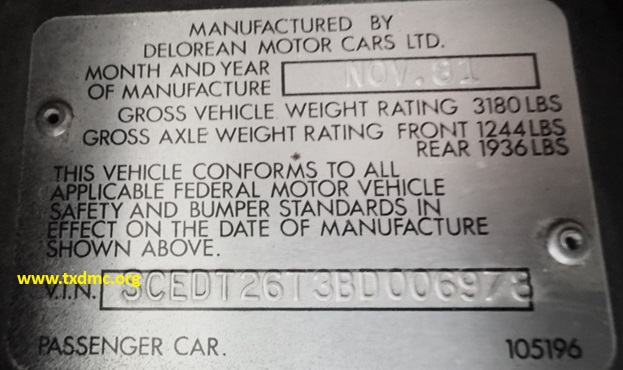 MANUFACTURED BY
DELOREAN MOTOR CARS LTD.
MONTH AND YEAR
OF MANUFACTURE NOV.81
GROSS VEHICLE WEIGHT RATING 3180 LBS
GROSS AXLE WEIGHT RATING FRONT 1244 LBS
REAR 1936 LBS
THIS VEHICLE CONFORMS TO ALL
APPLICABLE FEDERAL MOTOR VEHICLE
SAFETY AND BUMPER STANDARDS IN
EFFECT ON THE DATE OF MANUFACTURE
SHOWN ABOVE.
www.txdmc.org
V.I.N. SCEDT26T3BD006978
PASSENGER CAR. 105196